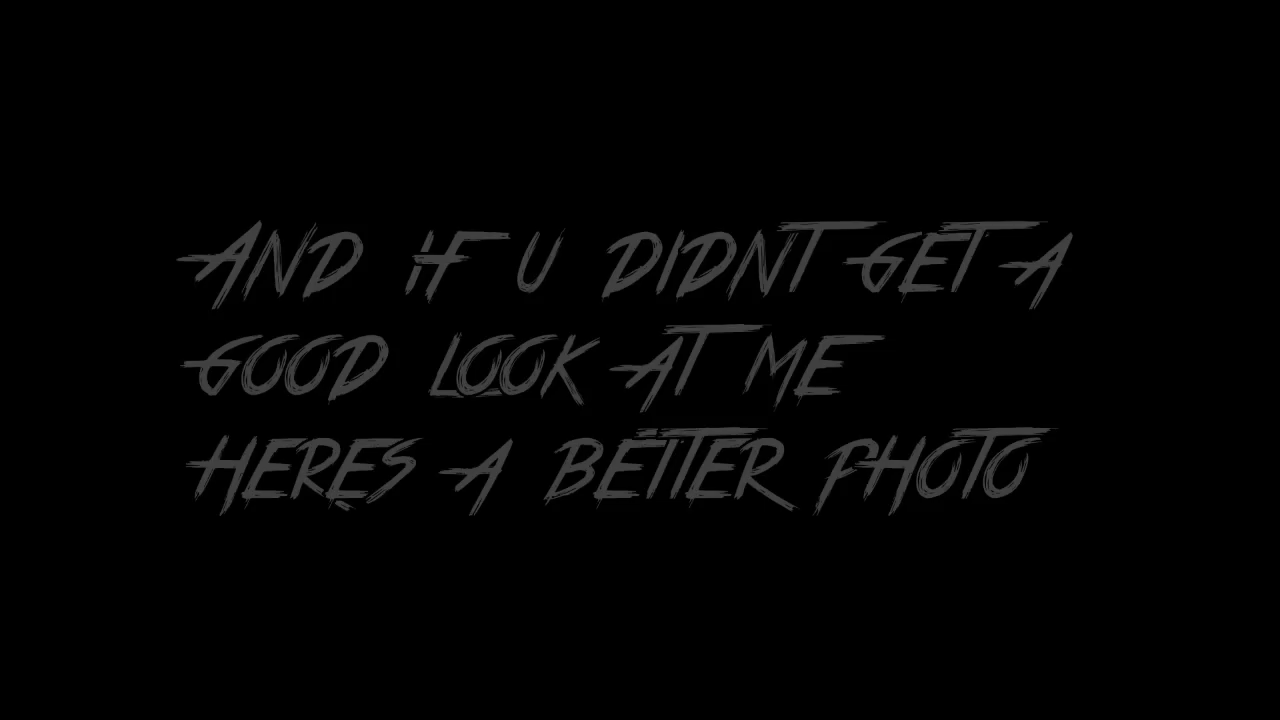 AND IF U DIDNT GET A
GOOD LOOK AT ME
HERES A BETTER PHOTO